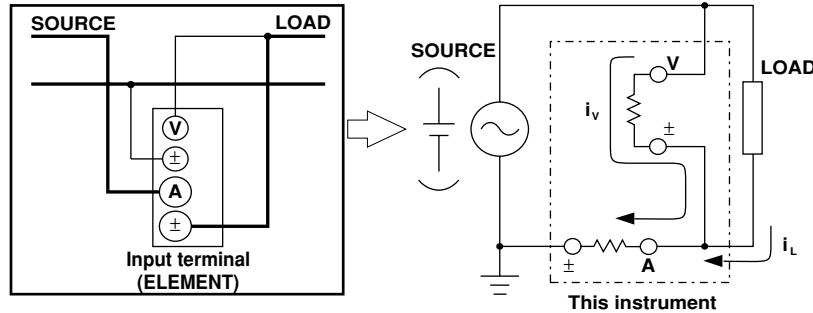 SOURCE
LOAD
V
±
A
±
Input terminal
(ELEMENT)
SOURCE
V
LOAD
iV
±
±
A
iL
This instrument